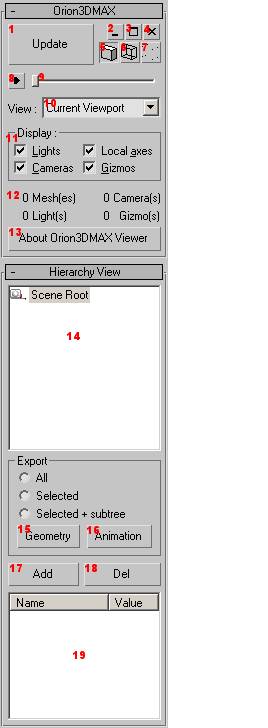 - Orion3DMAX
1 2 3 4
Update
5 6 7
8 9
View : 10 Current Viewport
11 Display :
Lights Local axes
Cameras Gizmos
12 0 Mesh(es) 0 Camera(s)
0 Light(s) 0 Gizmo(s)
13 About Orion3DMAX Viewer
- Hierarchy View
Scene Root
14
Export
All
Selected
Selected + subtree
15 Geometry 16 Animation
17 Add 18 Del
Name Value
19